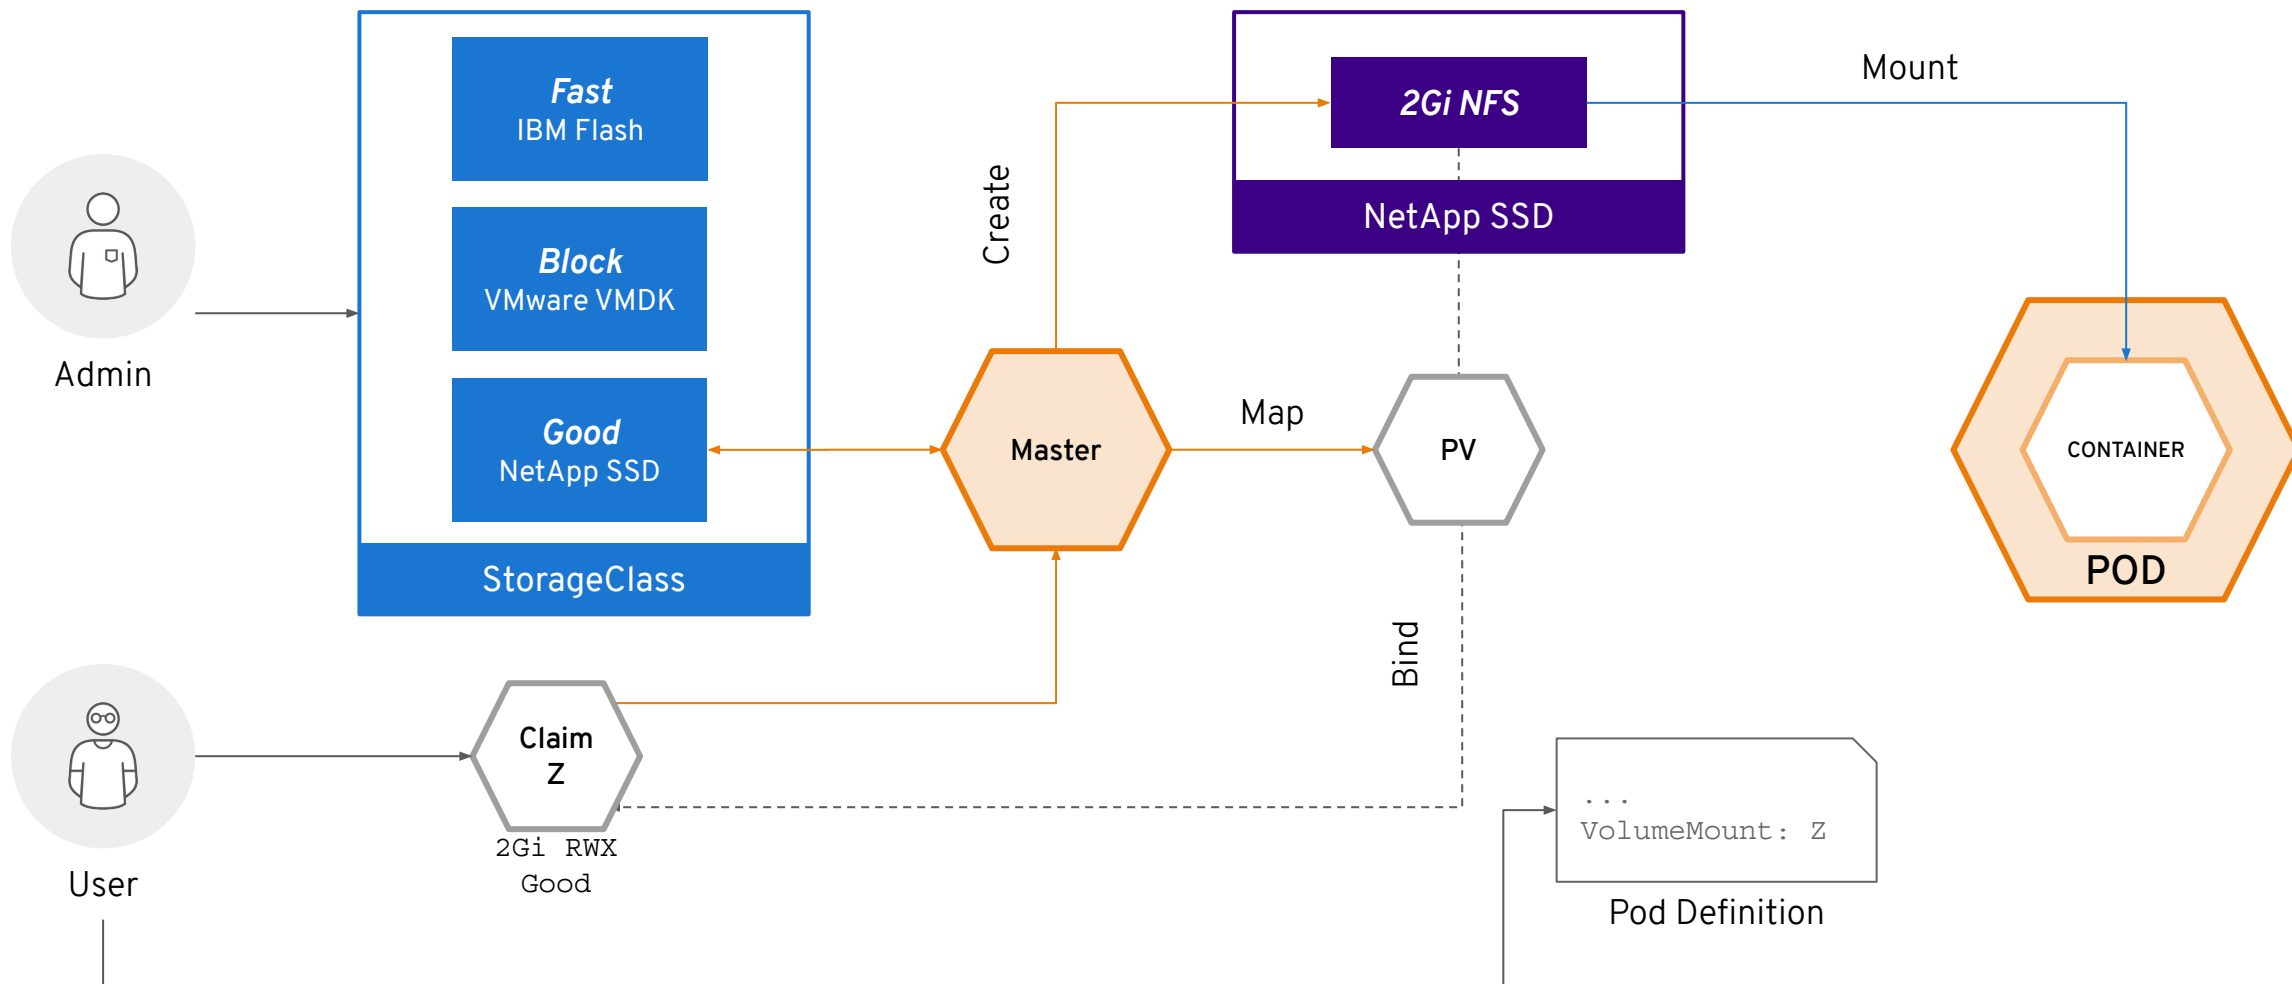 Fast
IBM Flash
Block
VMware VMDK
Good
NetApp SSD
StorageClass
Admin
Create
2Gi NFS
NetApp SSD
Mount
Master
Map
PV
CONTAINER
POD
Bind
Claim
Z
2Gi RWX
Good
User
...
VolumeMount: Z
Pod Definition